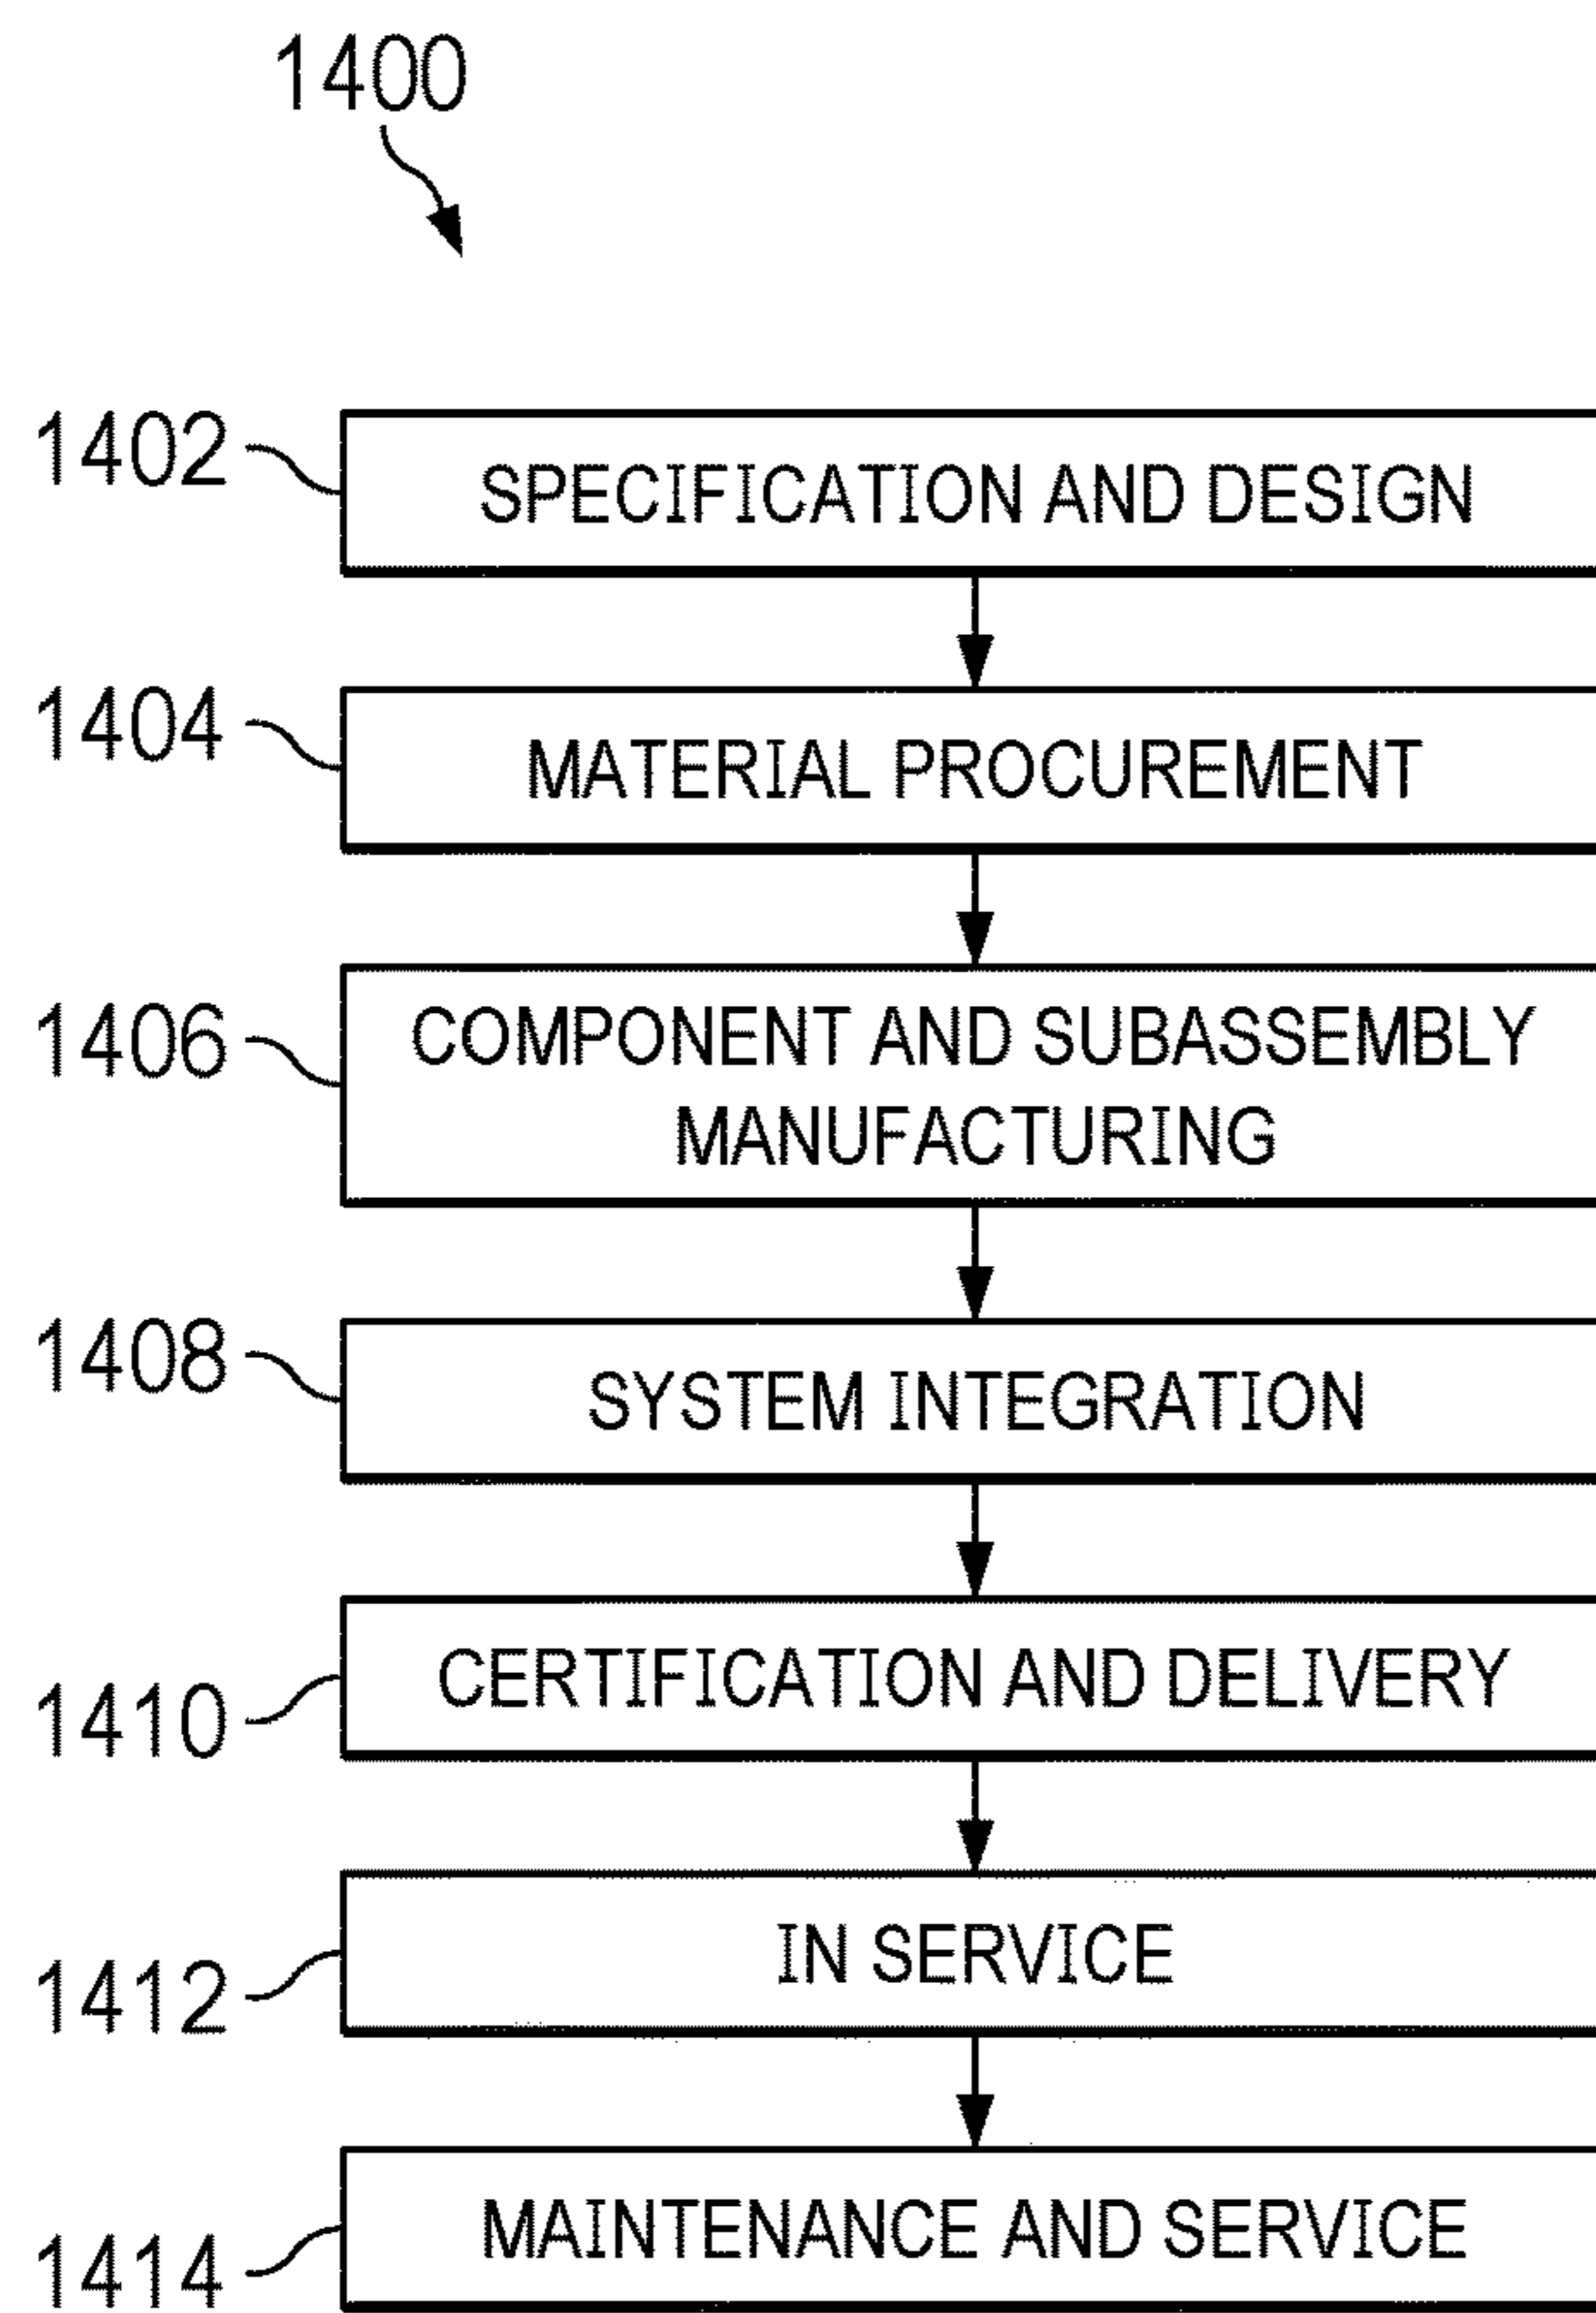 1400
1402
SPECIFICATION AND DESIGN
1404
MATERIAL PROCUREMENT
1406
COMPONENT AND SUBASSEMBLY
MANUFACTURING
1408
SYSTEM INTEGRATION
1410
CERTIFICATION AND DELIVERY
1412
IN SERVICE
1414
MAINTENANCE AND SERVICE